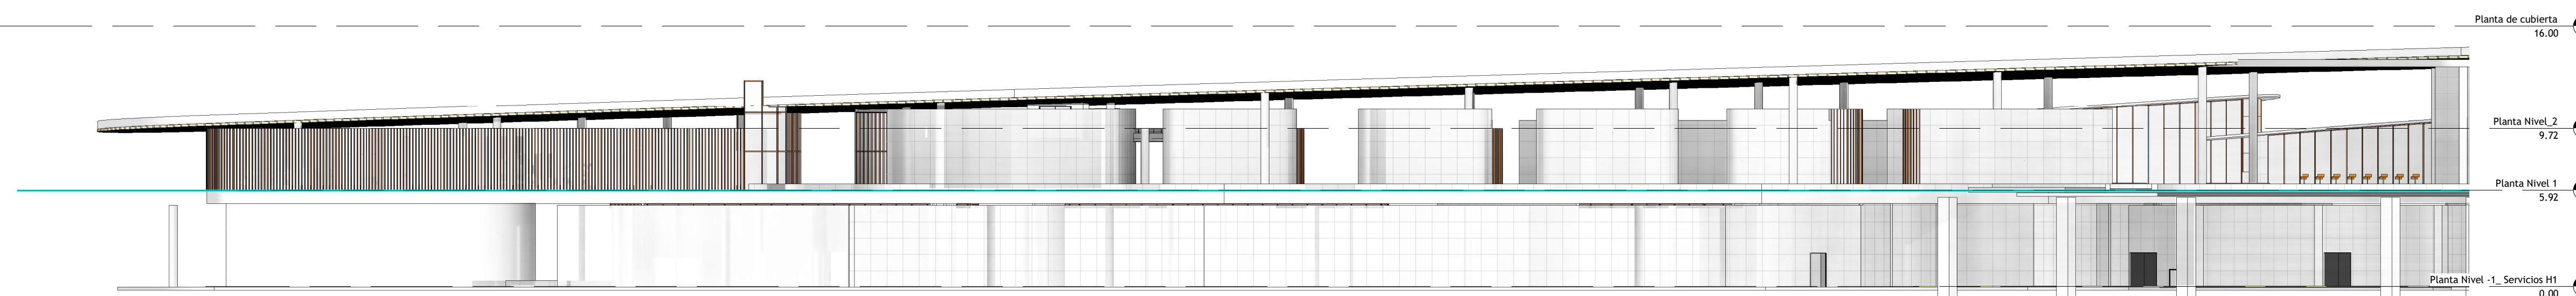 Planta de cubierta
16.00
Planta Nivel_2
9.72
Planta Nivel 1
5.92
Planta Nivel -1_ Servicios H1
0.00